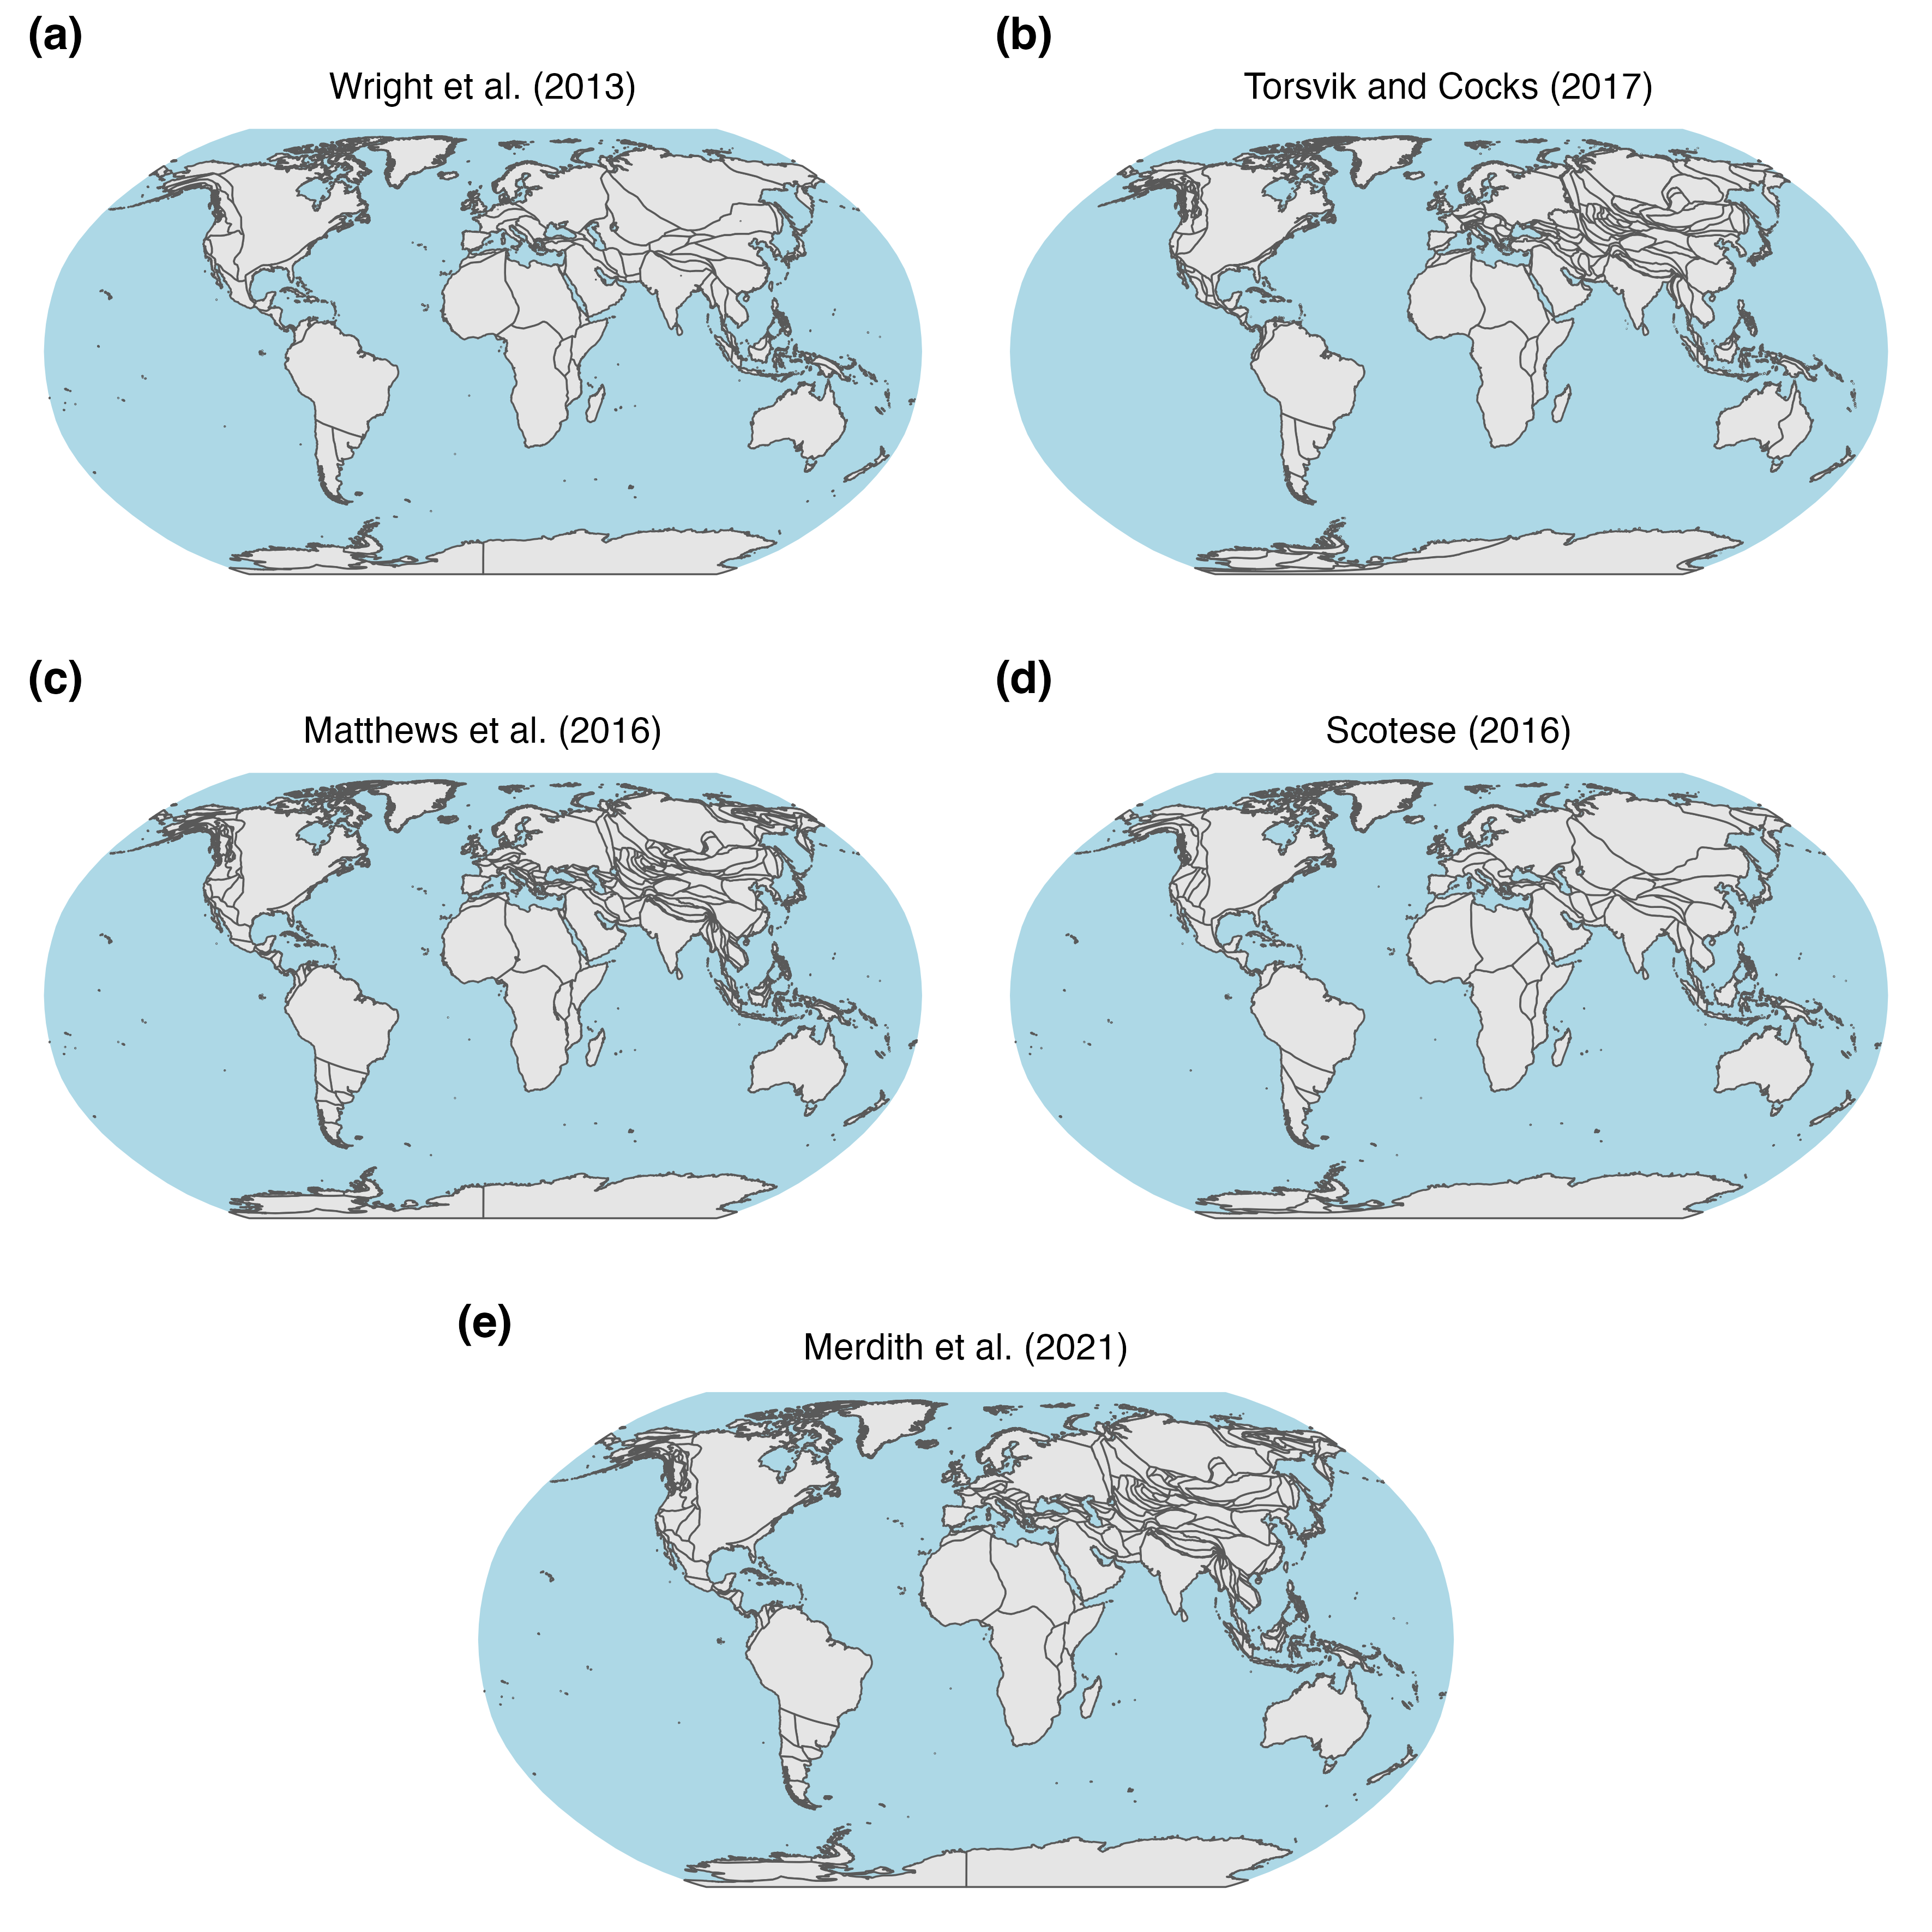 (a)
Wright et al. (2013)
(b)
Torsvik and Cocks (2017)
(c)
Matthews et al. (2016)
(d)
Scotese (2016)
(e)
Merdith et al. (2021)